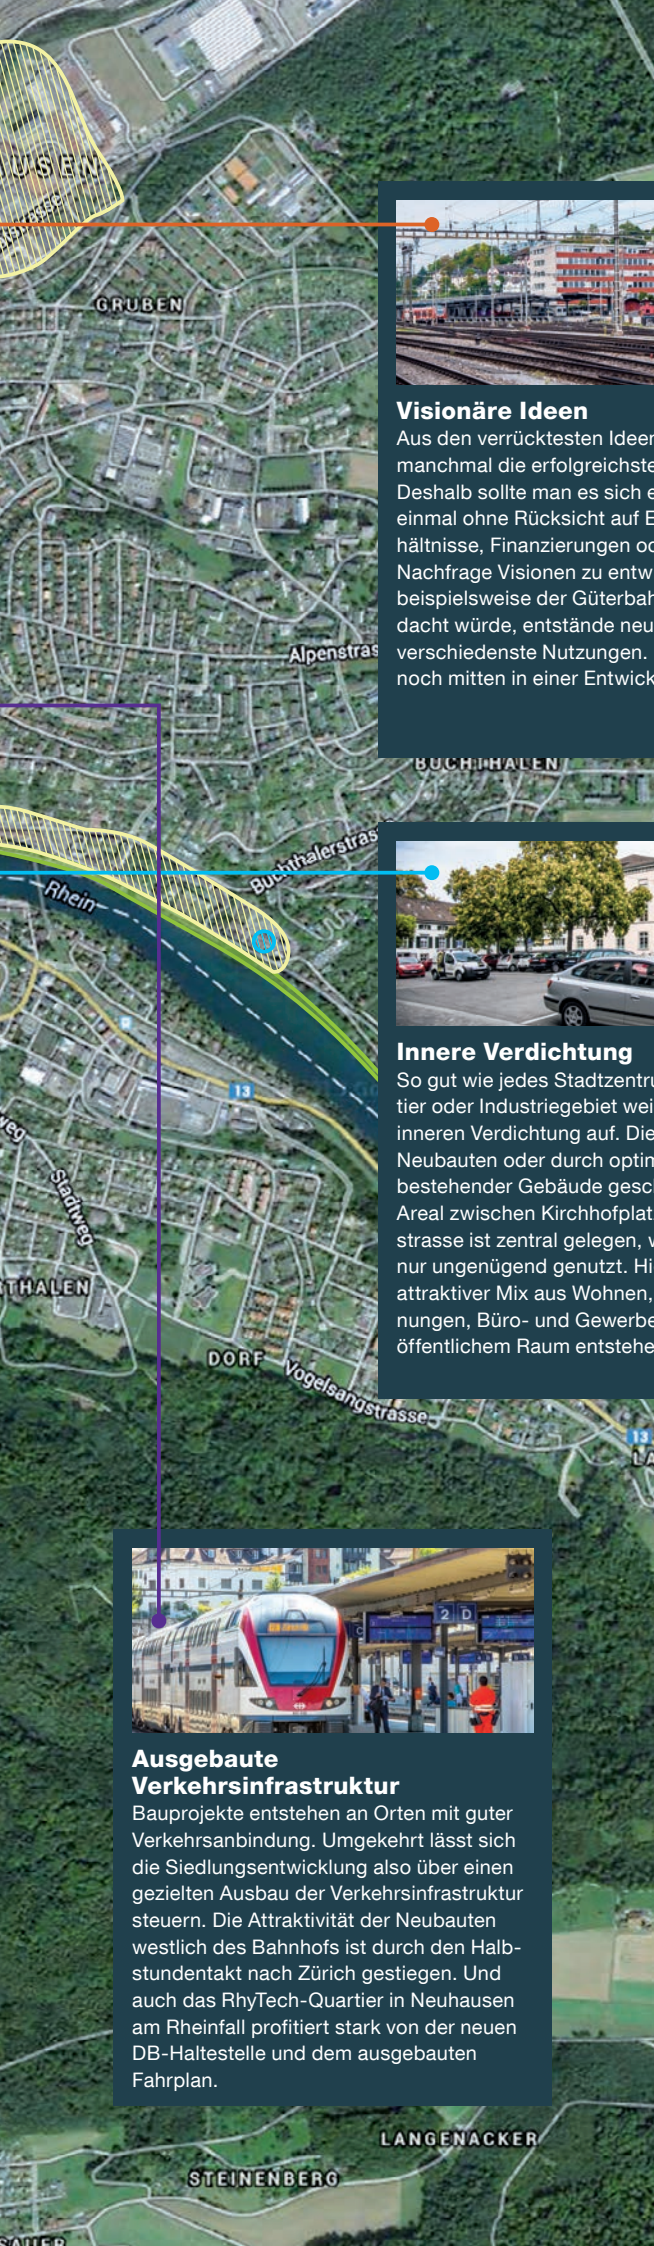 GRUBEN
Visionäre Ideen
Aus den verrücktesten Ideen
manchmal die erfolgreichste
Deshalb sollte man es sich e
einmal ohne Rücksicht auf E
hältnisse, Finanzierungen od
Nachfrage Visionen zu entw
beispielsweise der Güterbah
dacht würde, entstände neu
verschiedenste Nutzungen.
noch mitten in einer Entwick
Alpenstras
BUCHTHALEN
Buchthalerstras
Rhein
13
Innere Verdichtung
So gut wie jedes Stadtzentru
tier oder Industriegebiet wei
inneren Verdichtung auf. Die
Neubauten oder durch optim
bestehender Gebäude gesch
Areal zwischen Kirchhofplatz
strasse ist zentral gelegen, w
nur ungenügend genutzt. Hi
attraktiver Mix aus Wohnen,
nungen, Büro- und Gewerbe
öffentlichem Raum entstehe
weg
Stadtweg
THALEN
DORF
Vogelsangstrasse
13
LA
2 D
C
Ausgebaute
Verkehrsinfrastruktur
Bauprojekte entstehen an Orten mit guter
Verkehrsanbindung. Umgekehrt lässt sich
die Siedlungsentwicklung also über einen
gezielten Ausbau der Verkehrsinfrastruktur
steuern. Die Attraktivität der Neubauten
westlich des Bahnhofs ist durch den Halb-
stundentakt nach Zürich gestiegen. Und
auch das RhyTech-Quartier in Neuhausen
am Rheinfall profitiert stark von der neuen
DB-Haltestelle und dem ausgebauten
Fahrplan.
LANGENACKER
STEINENBERG